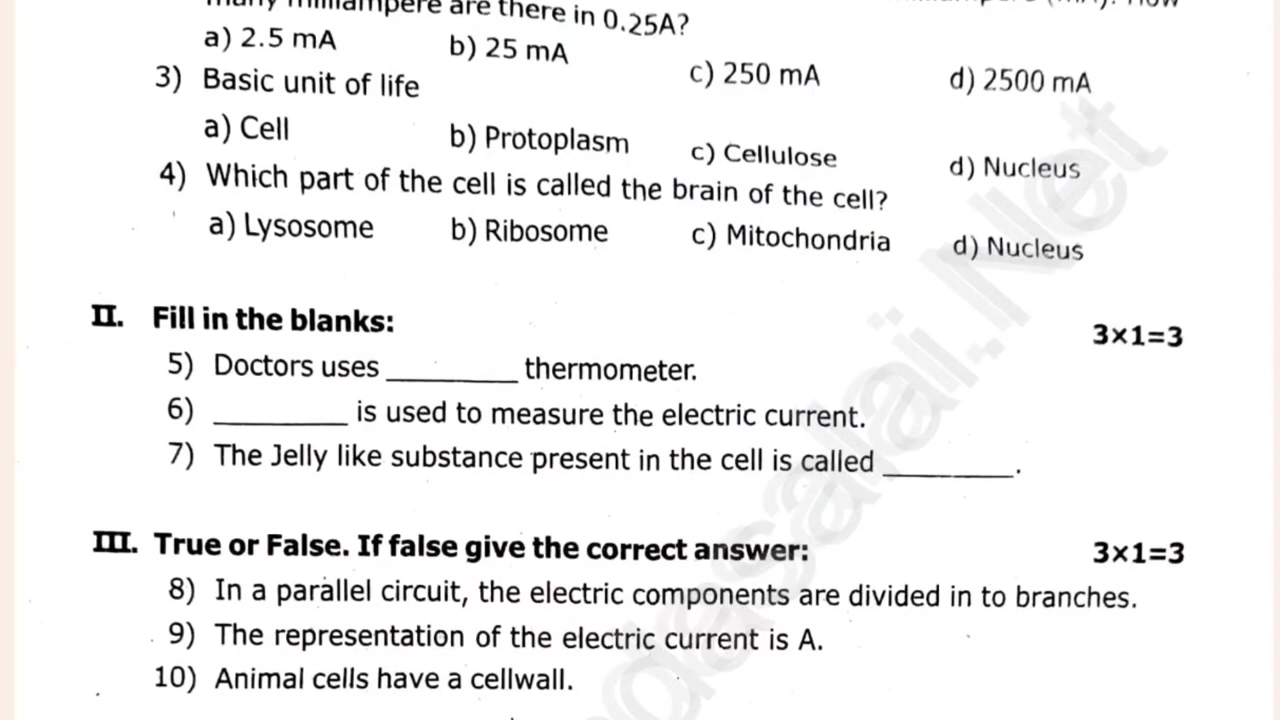 many milliampere are there in 0.25A?
a) 2.5 mA b) 25 mA c) 250 mA d) 2500 mA
3) Basic unit of life
a) Cell b) Protoplasm c) Cellulose d) Nucleus
4) Which part of the cell is called the brain of the cell?
a) Lysosome b) Ribosome c) Mitochondria d) Nucleus
II. Fill in the blanks: 3×1=3
5) Doctors uses ________ thermometer.
6) ________ is used to measure the electric current.
7) The Jelly like substance present in the cell is called ________.
III. True or False. If false give the correct answer: 3×1=3
8) In a parallel circuit, the electric components are divided in to branches.
9) The representation of the electric current is A.
10) Animal cells have a cellwall.